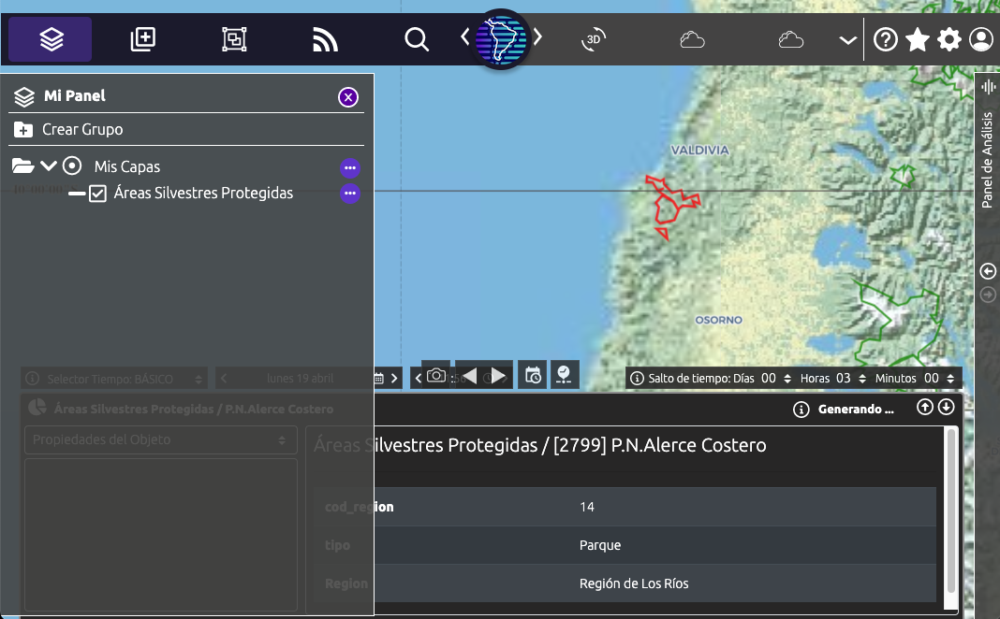 3D
Mi Panel
Crear Grupo
Mis Capas
Áreas Silvestres Protegidas
VALDIVIA
OSORNO
Panel de Análisis
Selector Tiempo: BÁSICO
lunes 19 abril
Salto de tiempo: Días 00 Horas 03 Minutos 00
Áreas Silvestres Protegidas / P.N.Alerce Costero
Generando ...
Propiedades del Objeto
Áreas Silvestres Protegidas / [2799] P.N.Alerce Costero
cod_region 14
tipo Parque
Region Región de Los Ríos